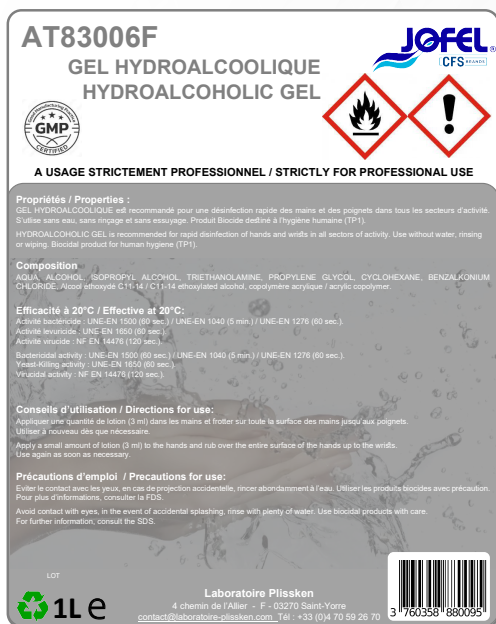 AT83006F
JOFEL®
CFS BRANDS
GEL HYDROALCOOLIQUE
HYDROALCOHOLIC GEL
Good Manufacturing Practice
GMP
CERTIFIED
A USAGE STRICTEMENT PROFESSIONNEL / STRICTLY FOR PROFESSIONAL USE
Propriétés / Properties :
GEL HYDROALCOOLIQUE est recommandé pour une désinfection rapide des mains et des poignets dans tous les secteurs d'activité.
S'utilise sans eau, sans rinçage et sans essuyage. Produit Biocide destiné à l'hygiène humaine (TP1).
HYDROALCOHOLIC GEL is recommended for rapid disinfection of hands and wrists in all sectors of activity. Use without water, rinsing
or wiping. Biocidal product for human hygiene (TP1).
Composition
AQUA, ALCOHOL, ISOPROPYL ALCOHOL, TRIETHANOLAMINE, PROPYLENE GLYCOL, CYCLOHEXANE, BENZALKONIUM
CHLORIDE, Alcool éthoxydé C11-14 / C11-14 ethoxylated alcohol, copolymère acrylique / acrylic copolymer.
Efficacité à 20°C / Effective at 20°C:
Activité bactéricide : UNE-EN 1500 (60 sec.) / UNE-EN 1040 (5 min.) / UNE-EN 1276 (60 sec.).
Activité levuricide : UNE-EN 1650 (60 sec.)
Activité virucide : NF EN 14476 (120 sec.).
Bactericidal activity : UNE-EN 1500 (60 sec.) / UNE-EN 1040 (5 min.) / UNE-EN 1276 (60 sec.).
Yeast-Killing activity : UNE-EN 1650 (60 sec.).
Virucidal activity : NF EN 14476 (120 sec.).
Conseils d'utilisation / Directions for use:
Appliquer une quantité de lotion (3 ml) dans les mains et frotter sur toute la surface des mains jusqu'aux poignets.
Utiliser à nouveau dès que nécessaire.
Apply a small amount of lotion (3 ml) to the hands and rub over the entire surface of the hands up to the wrists.
Use again as soon as necessary.
Précautions d'emploi / Precautions for use:
Eviter le contact avec les yeux, en cas de projection accidentelle, rincer abondamment à l'eau. Utiliser les produits biocides avec précaution.
Pour plus d'informations, consulter la FDS.
Avoid contact with eyes, in the event of accidental splashing, rinse with plenty of water. Use biocidal products with care.
For further information, consult the SDS.
LOT
1L e
Laboratoire Plissken
4 chemin de l'Allier - F - 03270 Saint-Yorre
contact@laboratoire-plissken.com Tél : +33 (0)4 70 59 26 70
3 760358 880095